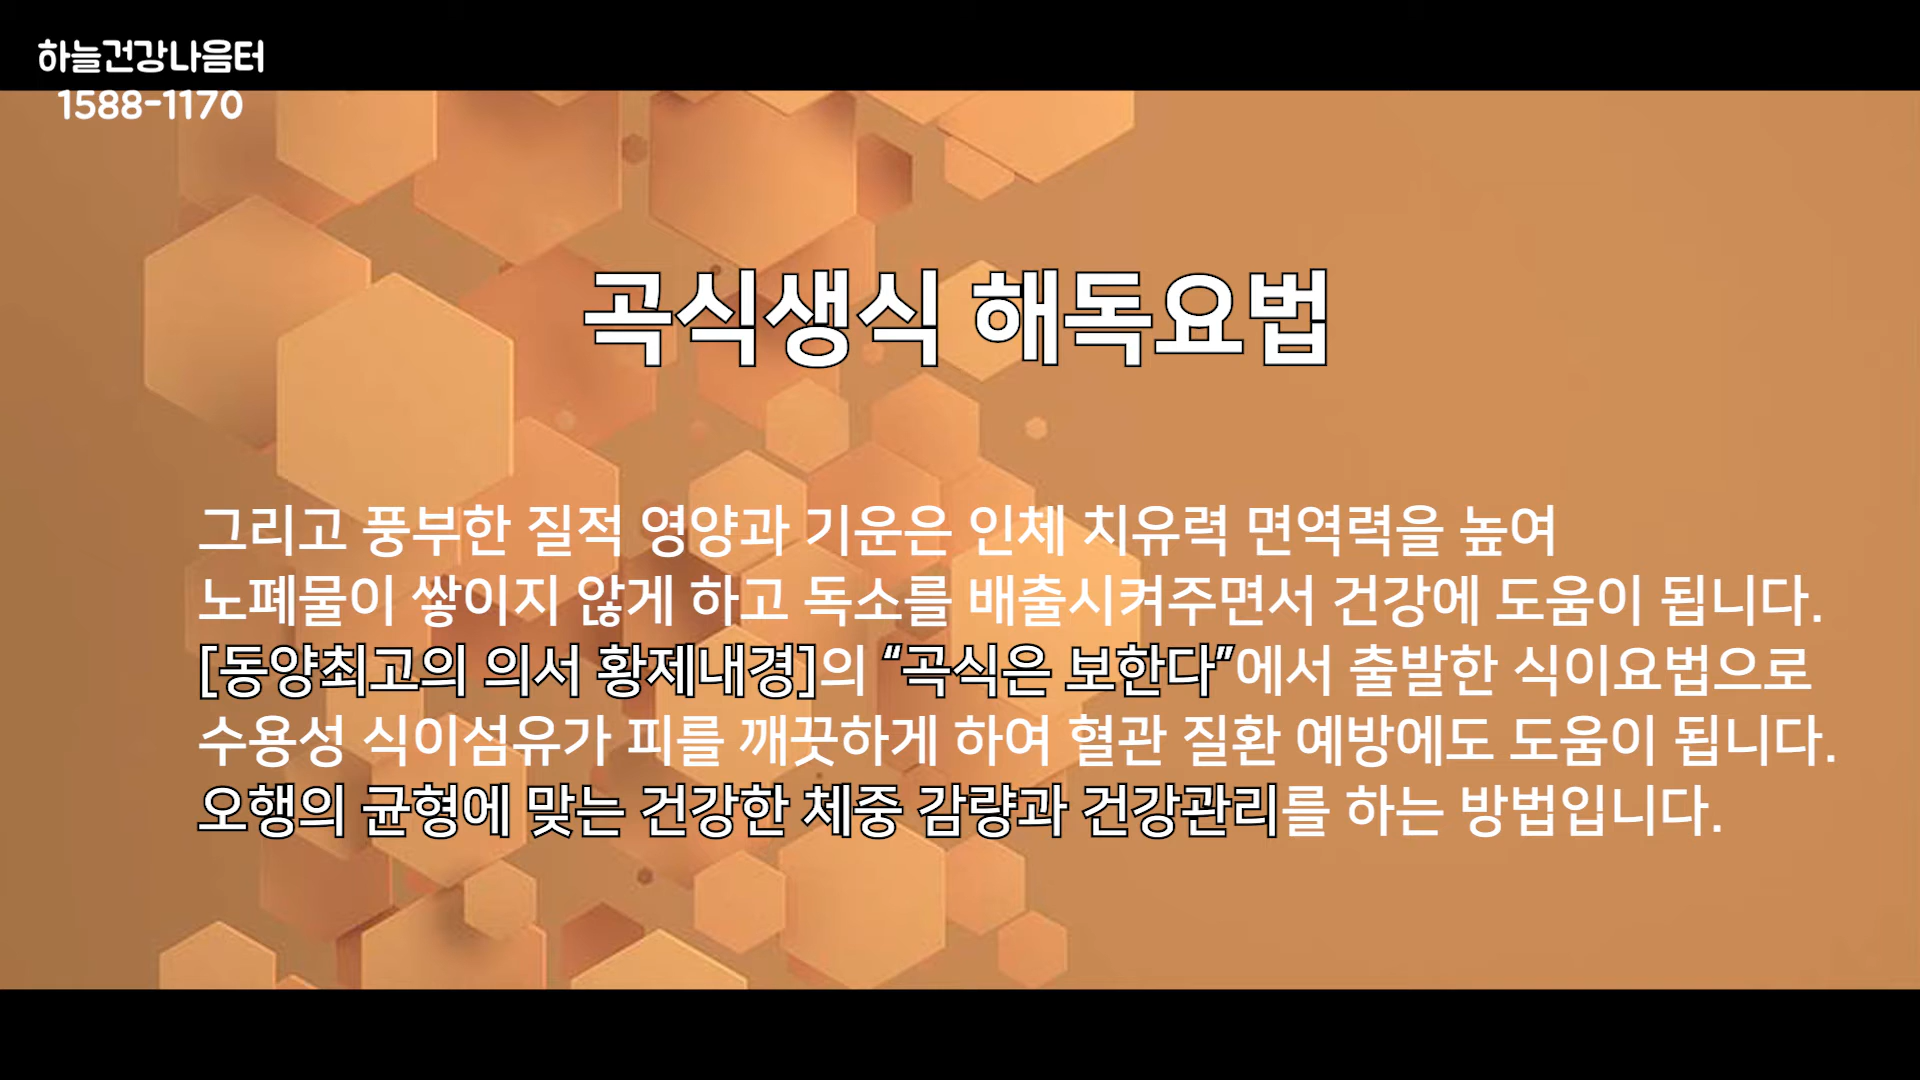 하늘건강나음터
1588-1170
곡식생식 해독요법
그리고 풍부한 질적 영양과 기운은 인체 치유력 면역력을 높여
노폐물이 쌓이지 않게 하고 독소를 배출시켜주면서 건강에 도움이 됩니다.
[동양최고의 의서 황제내경]의 “곡식은 보한다”에서 출발한 식이요법으로
수용성 식이섬유가 피를 깨끗하게 하여 혈관 질환 예방에도 도움이 됩니다.
오행의 균형에 맞는 건강한 체중 감량과 건강관리를 하는 방법입니다.